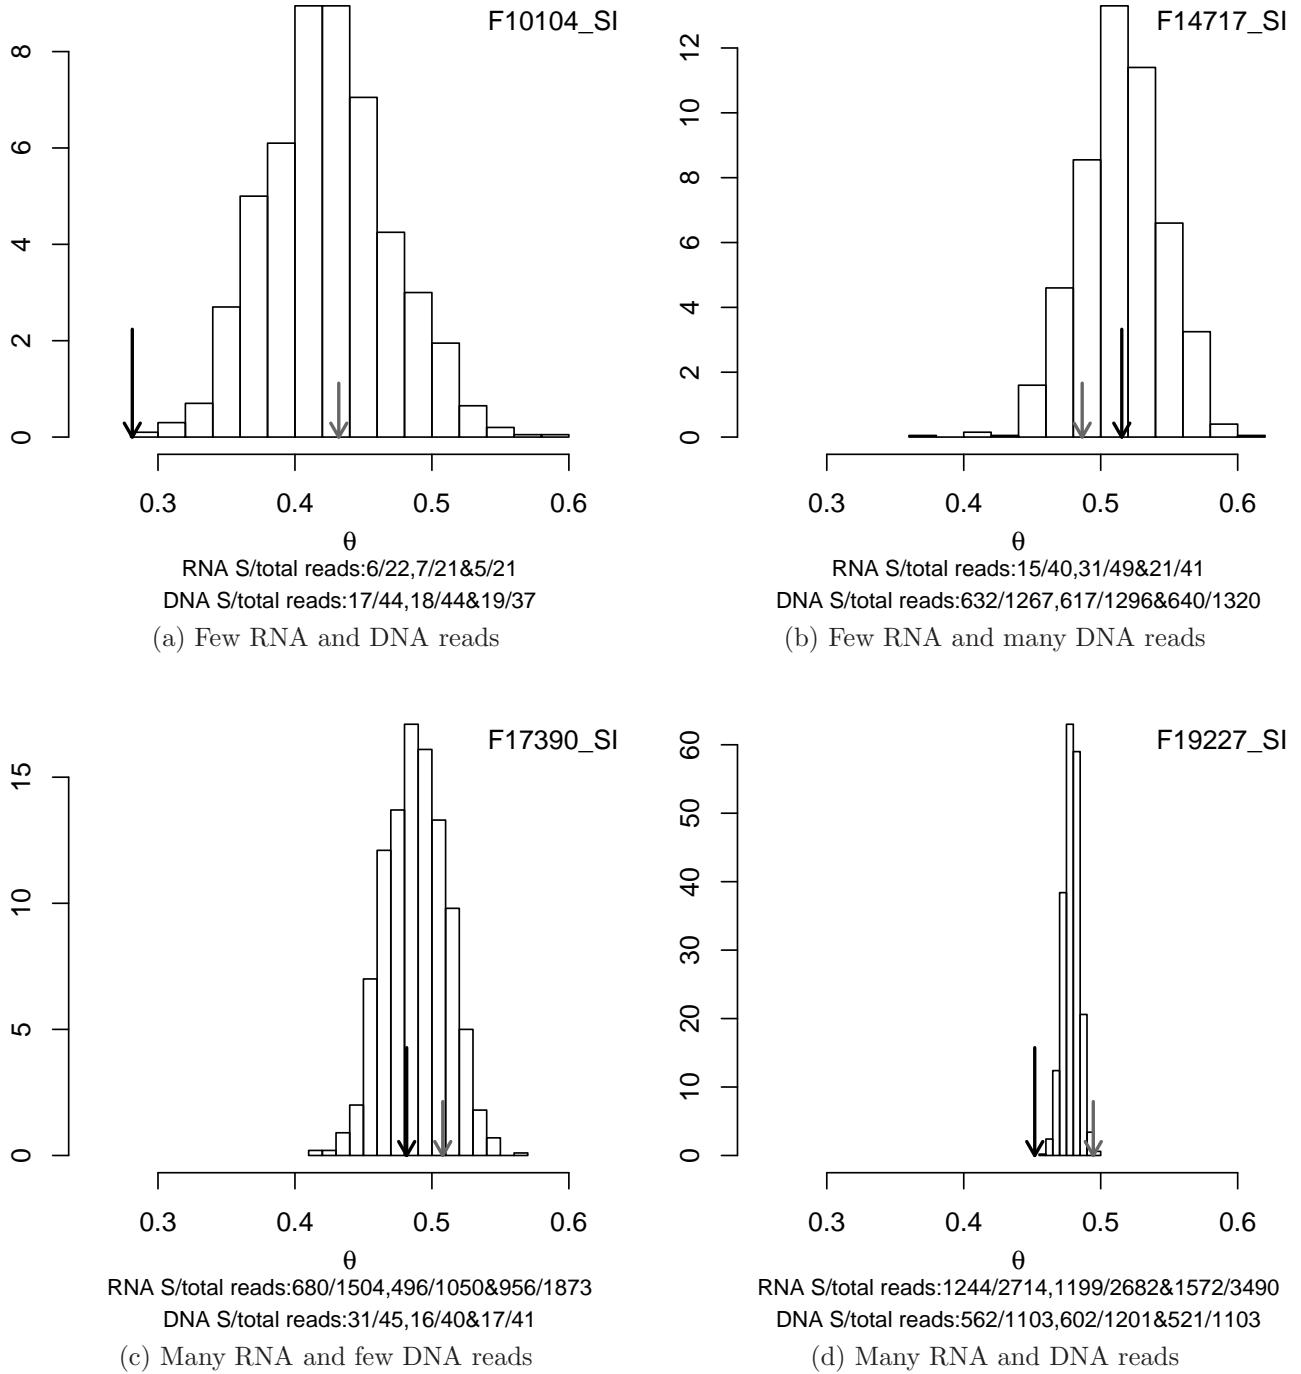 F10104_SI
8
6
4
2
0
0.3 0.4 0.5 0.6
θ
RNA S/total reads:6/22,7/21&5/21
DNA S/total reads:17/44,18/44&19/37
(a) Few RNA and DNA reads
F14717_SI
12
10
8
6
4
2
0
0.3 0.4 0.5 0.6
θ
RNA S/total reads:15/40,31/49&21/41
DNA S/total reads:632/1267,617/1296&640/1320
(b) Few RNA and many DNA reads
F17390_SI
15
10
5
0
0.3 0.4 0.5 0.6
θ
RNA S/total reads:680/1504,496/1050&956/1873
DNA S/total reads:31/45,16/40&17/41
(c) Many RNA and few DNA reads
F19227_SI
60
50
40
30
20
10
0
0.3 0.4 0.5 0.6
θ
RNA S/total reads:1244/2714,1199/2682&1572/3490
DNA S/total reads:562/1103,602/1201&521/1103
(d) Many RNA and DNA reads